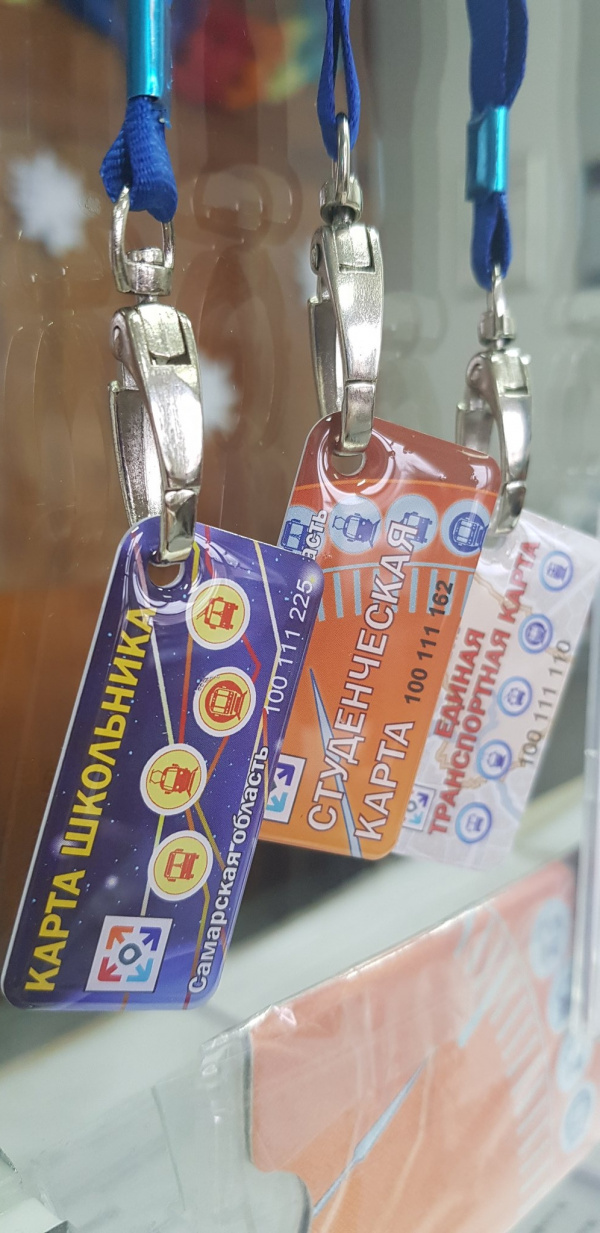 КАРТА ШКОЛЬНИКА
Самарская область
100 111 225
СТУДЕНЧЕСКАЯ
КАРТА
100 111 162
ЕДИНАЯ
ТРАНСПОРТНАЯ КАРТА
100 111 110